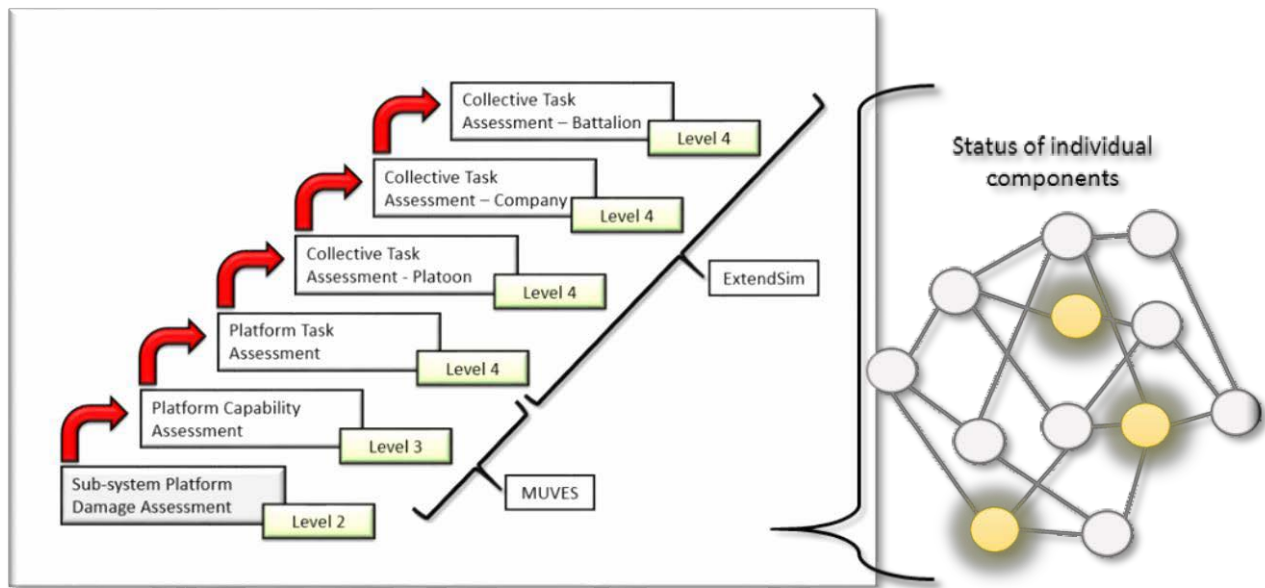 Collective Task
Assessment – Battalion
Level 4
Collective Task
Assessment – Company
Level 4
Collective Task
Assessment - Platoon
Level 4
Platform Task
Assessment
Level 4
Platform Capability
Assessment
Level 3
Sub-system Platform
Damage Assessment
Level 2
ExtendSim
MUVES
Status of individual
components